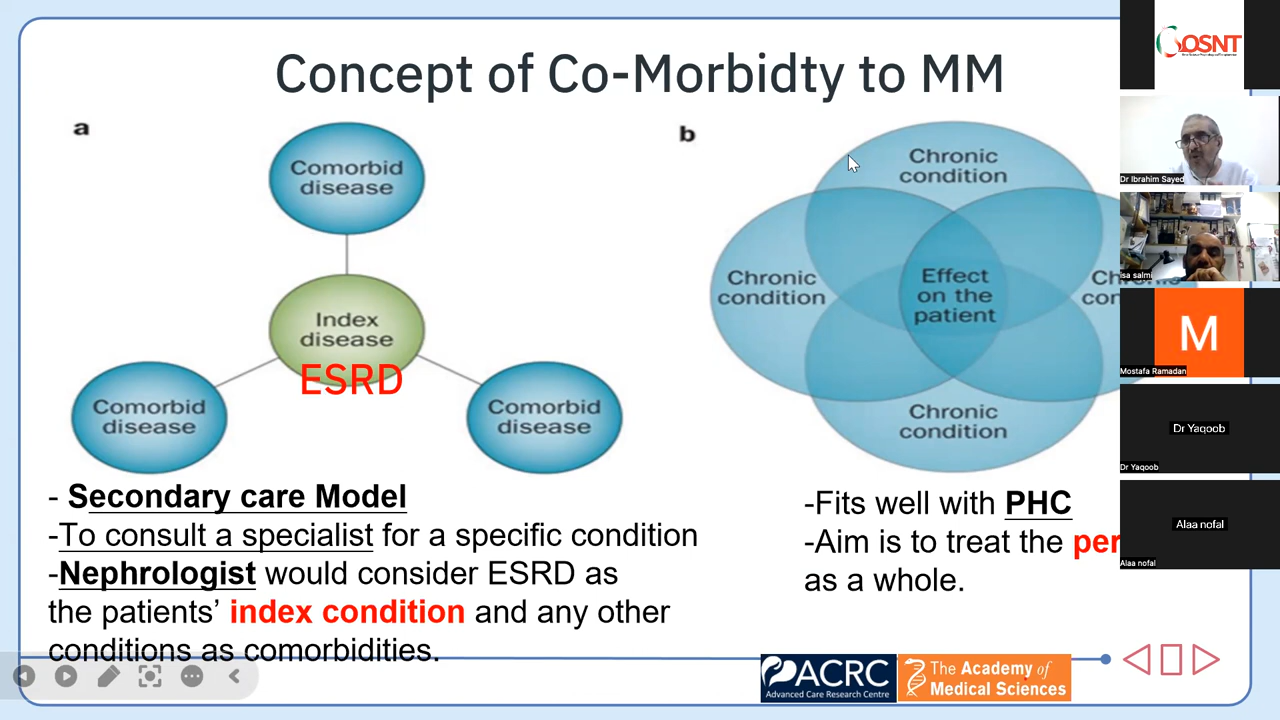 Concept of Co-Morbidty to MM
a
Comorbid
disease
Index
disease
ESRD
Comorbid
disease
Comorbid
disease
b
Chronic
condition
Chronic
condition
Effect
on the
patient
Chronic
condition
- Secondary care Model
-To consult a specialist for a specific condition
-Nephrologist would consider ESRD as
the patients' index condition and any other
conditions as comorbidities.
-Fits well with PHC
-Aim is to treat the per
as a whole.
ACRC
Advanced Care Research Centre
The Academy of
Medical Sciences
OSNT
Dr Ibrahim Sayed
isa salmi
M
Mostafa Ramadan
Dr Yaqoob
Dr Yaqoob
Alaa nofal
Alaa nofal